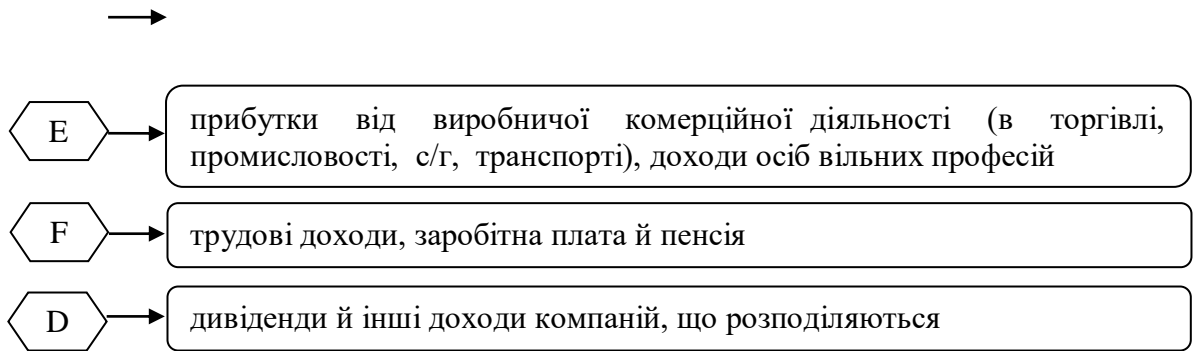 E
прибутки від виробничої комерційної діяльності (в торгівлі,
промисловості, с/г, транспорті), доходи осіб вільних професій
F
трудові доходи, заробітна плата й пенсія
D
дивіденди й інші доходи компаній, що розподіляються